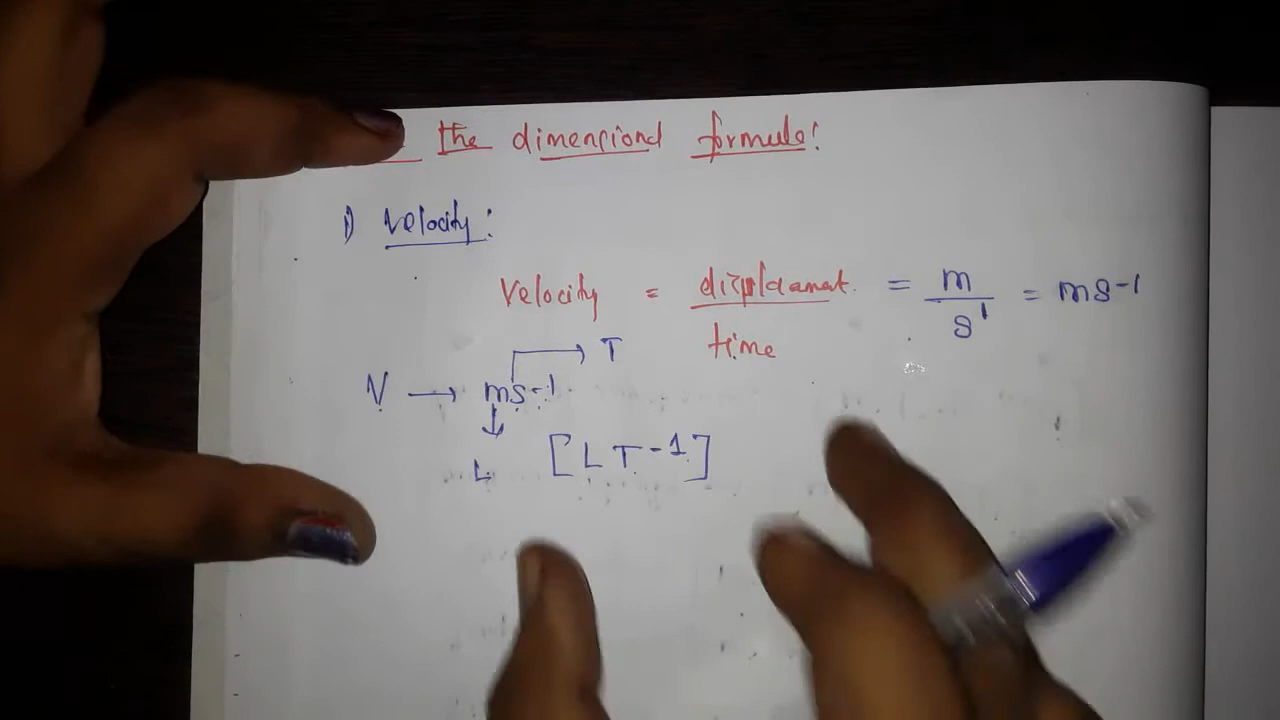 the dimensional formula:
1) Velocity:
Velocity = displacement / time = m / s¹ = ms⁻¹
T
V → ms⁻¹
L [LT⁻¹]